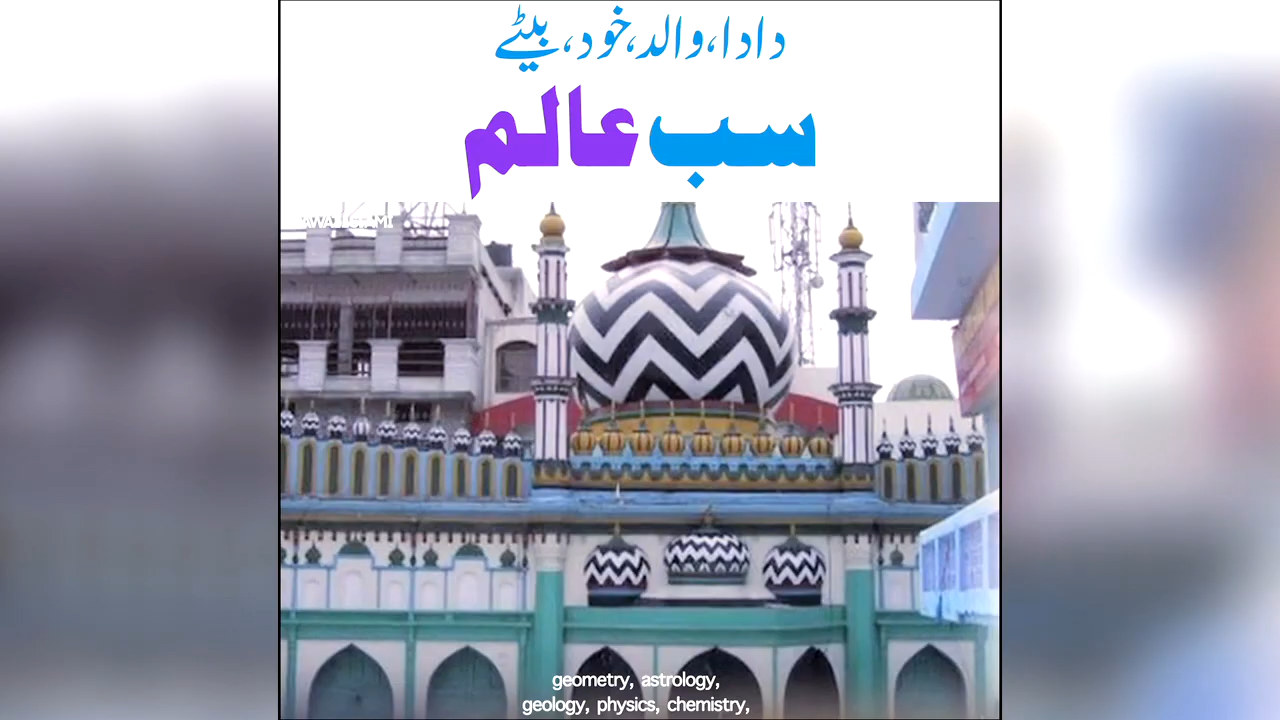 دادا،والد،خود،بیٹے
سب عالم
geometry, astrology,
geology, physics, chemistry,